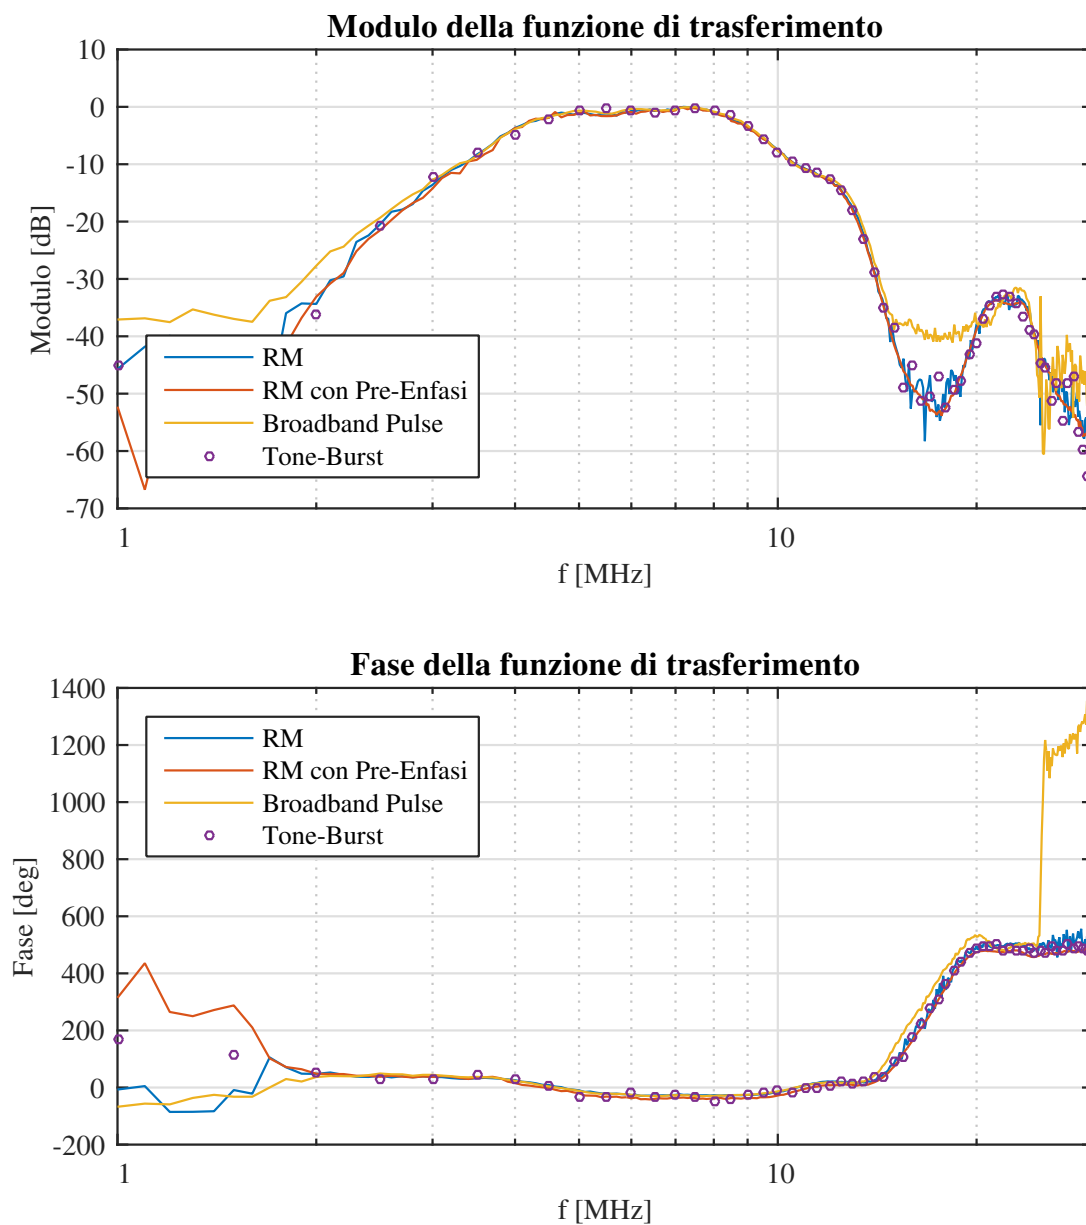 Modulo della funzione di trasferimento
10
0
-10
-20
-30
-40
-50
-60
-70
Modulo [dB]
RM
RM con Pre-Enfasi
Broadband Pulse
Tone-Burst
1
10
f [MHz]
Fase della funzione di trasferimento
1400
1200
1000
800
600
400
200
0
-200
Fase [deg]
RM
RM con Pre-Enfasi
Broadband Pulse
Tone-Burst
1
10
f [MHz]